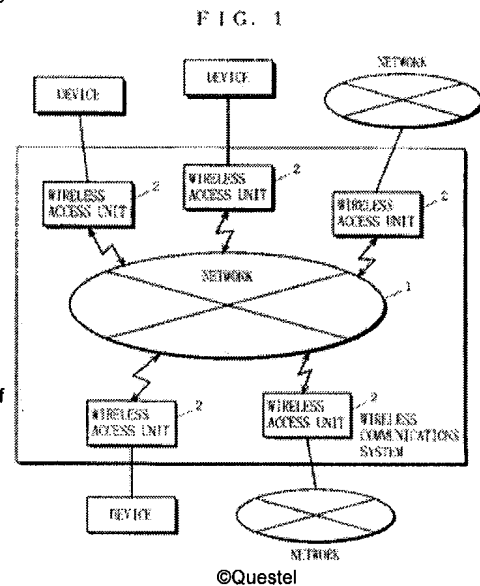 FIG. 1
NETWORK
DEVICE
DEVICE
WIRELESS
ACCESS UNIT
2
WIRELESS
ACCESS UNIT
2
WIRELESS
ACCESS UNIT
2
NETWORK
1
f
WIRELESS
ACCESS UNIT
2
WIRELESS
ACCESS UNIT
2
WIRELESS
COMMUNICATIONS
SYSTEM
DEVICE
NETWORK
©Questel